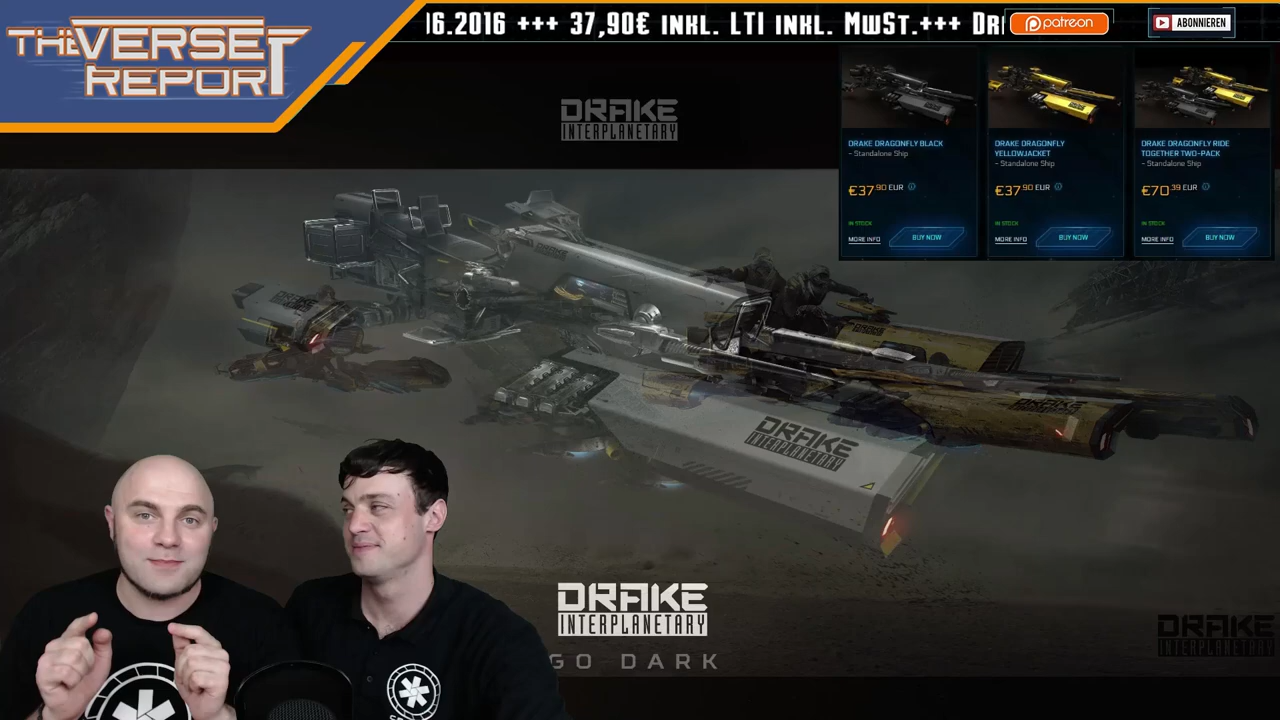 THE VERSE
REPORT
16.2016 +++ 37,90€ INKL. LTI INKL. MWST.+++ DR
patreon
ABONNIEREN
DRAKE
INTERPLANETARY
DRAKE DRAGONFLY BLACK
- Standalone Ship
€37.90 EUR
IN STOCK
MORE INFO
BUY NOW
DRAKE DRAGONFLY
YELLOWJACKET
- Standalone Ship
€37.90 EUR
IN STOCK
MORE INFO
BUY NOW
DRAKE DRAGONFLY RIDE
TOGETHER TWO-PACK
- Standalone Ship
€70.39 EUR
IN STOCK
MORE INFO
BUY NOW
DRAKE
DRAKE
DRAKE
INTERPLANETARY
DRAKE
INTERPLANETARY
GO DARK
DRAKE
INTERPLANETARY